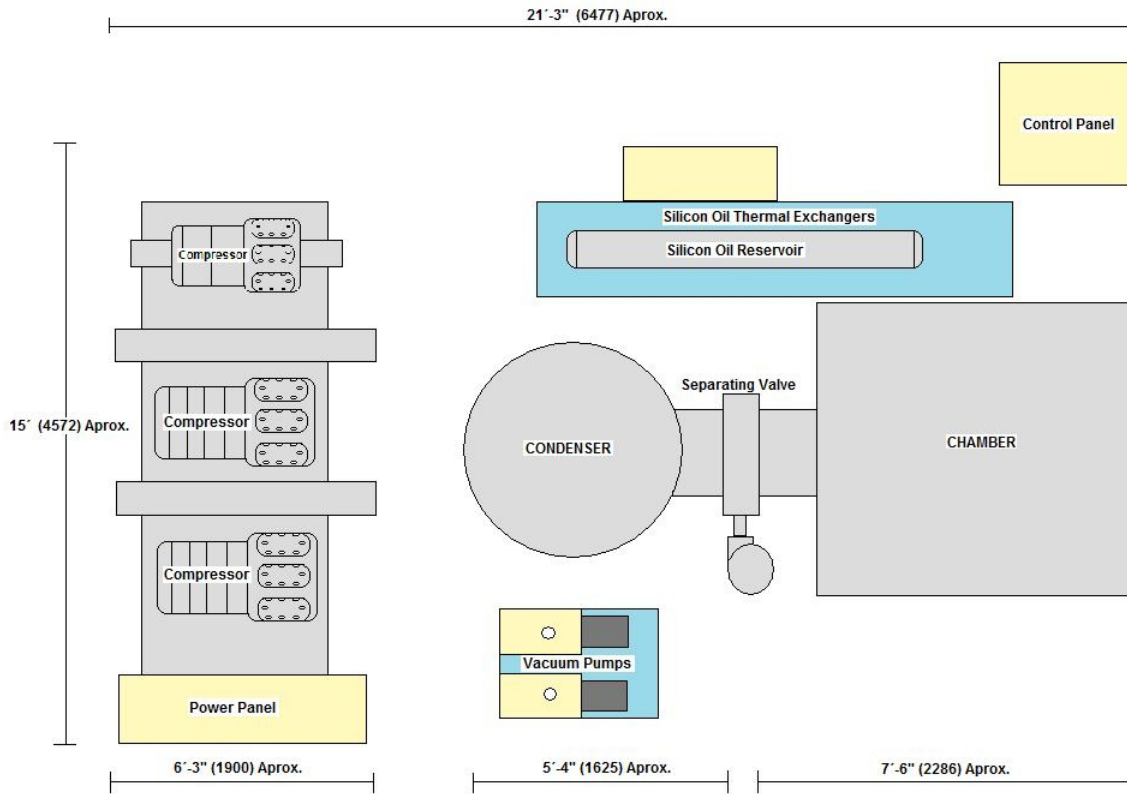 21´-3" (6477) Aprox.
Control Panel
Silicon Oil Thermal Exchangers
Silicon Oil Reservoir
Compressor
Separating Valve
Compressor
15´ (4572) Aprox.
CONDENSER
CHAMBER
Compressor
Vacuum Pumps
Power Panel
6´-3" (1900) Aprox.
5´-4" (1625) Aprox.
7´-6" (2286) Aprox.